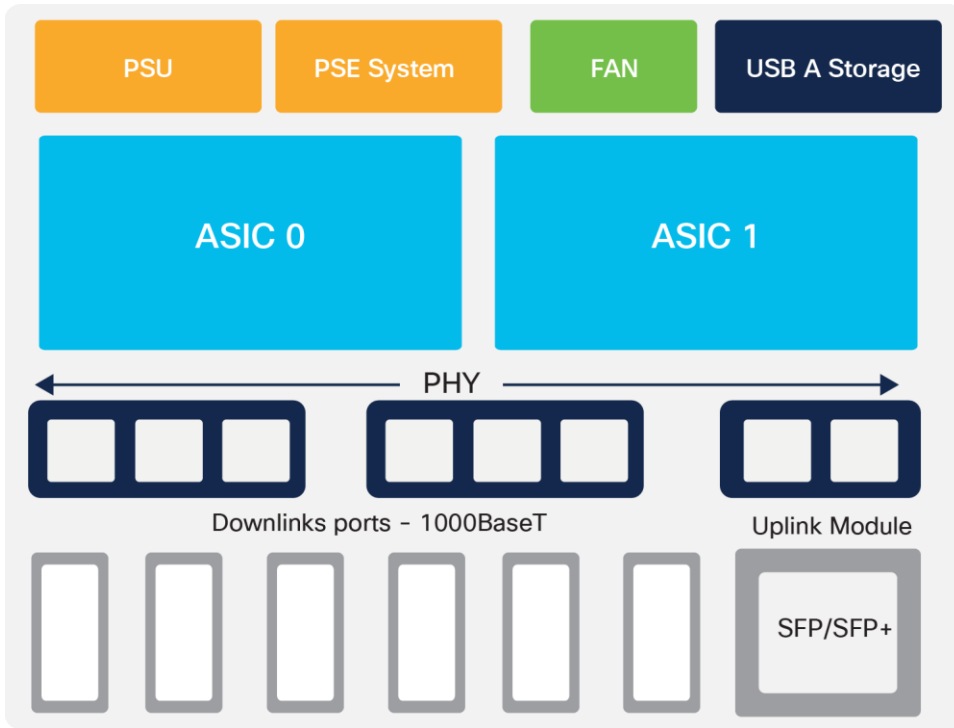 PSU
PSE System
FAN
USB A Storage
ASIC 0
ASIC 1
PHY
Downlinks ports - 1000BaseT
Uplink Module
SFP/SFP+